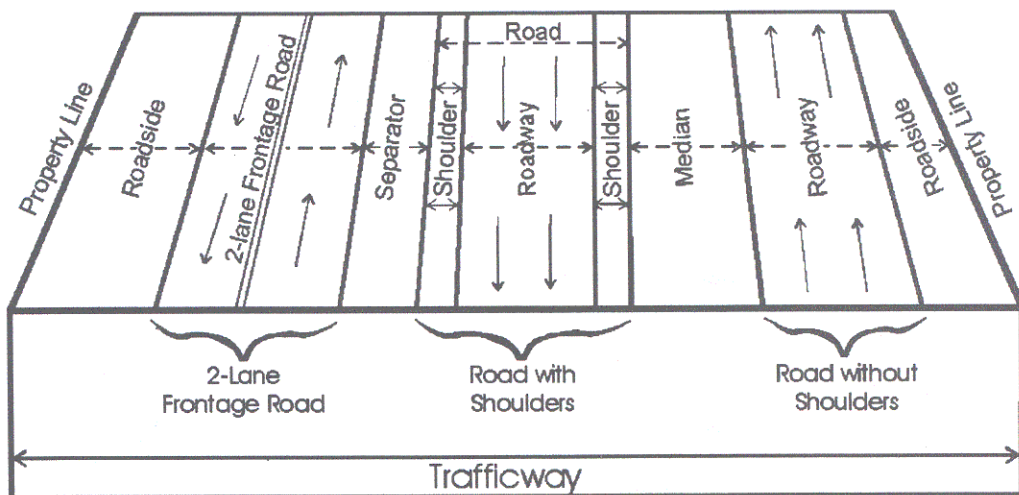 Road
Property Line
Roadside
2-lane Frontage Road
Separator
Shoulder
Roadway
Shoulder
Median
Roadway
Roadside
Property Line
2-Lane
Frontage Road
Road with
Shoulders
Road without
Shoulders
Trafficway